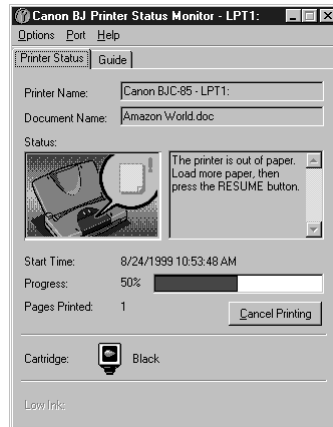 Canon BJ Printer Status Monitor - LPT1:
Options Port Help
Printer Status Guide
Printer Name: Canon BJC-85 - LPT1:
Document Name: Amazon World.doc
Status:
The printer is out of paper.
Load more paper, then
press the RESUME button.
Start Time: 8/24/1999 10:53:48 AM
Progress: 50%
Pages Printed: 1
Cancel Printing
Cartridge: Black
Low Ink: